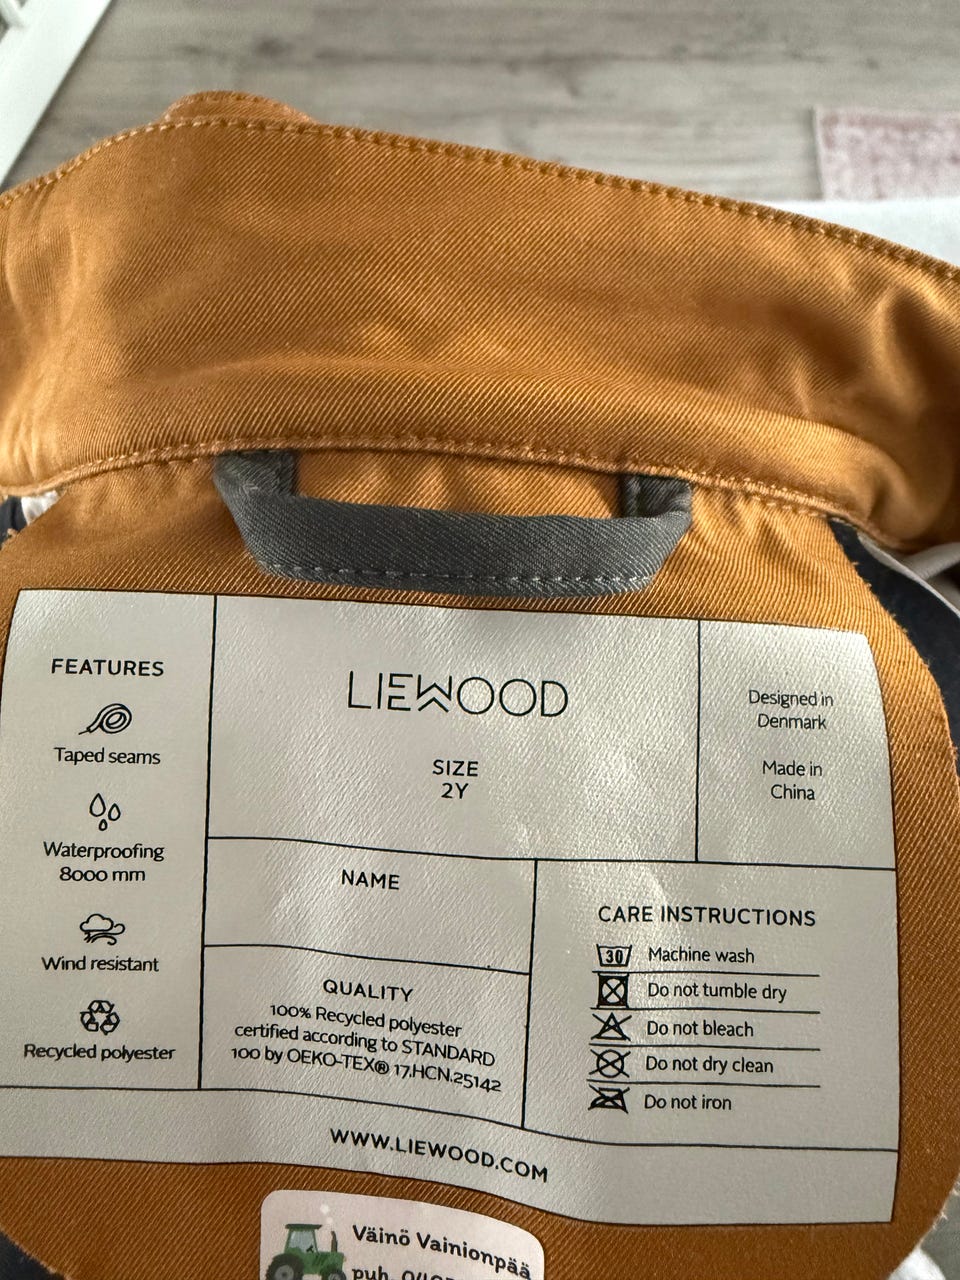 FEATURES
Taped seams
Waterproofing
8000 mm
Wind resistant
Recycled polyester
LIEWOOD
SIZE
2Y
Designed in
Denmark
Made in
China
NAME
QUALITY
100% Recycled polyester
certified according to STANDARD
100 by OEKO-TEX® 17.HCN.25142
CARE INSTRUCTIONS
30 Machine wash
Do not tumble dry
Do not bleach
Do not dry clean
Do not iron
WWW.LIEWOOD.COM
Väinö Vainionpää
puh.